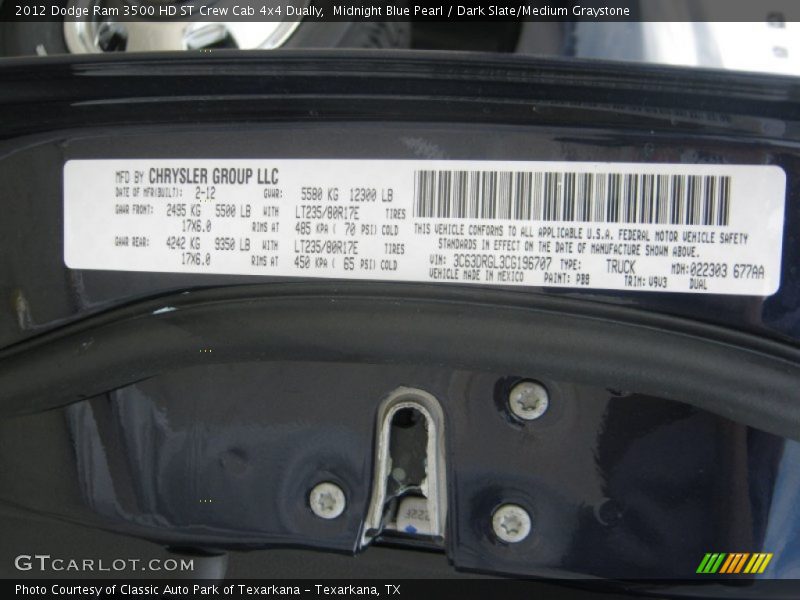 2012 Dodge Ram 3500 HD ST Crew Cab 4x4 Dually, Midnight Blue Pearl / Dark Slate/Medium Graystone
MFD BY CHRYSLER GROUP LLC
DATE OF MFR(BUILT): 2-12 GVWR: 5580 KG 12300 LB
GAWR FRONT: 2495 KG 5500 LB WITH LT235/80R17E TIRES
17X6.0 RIMS AT 485 KPA ( 70 PSI) COLD
GAWR REAR: 4242 KG 9350 LB WITH LT235/80R17E TIRES
17X6.0 RIMS AT 450 KPA ( 65 PSI) COLD
THIS VEHICLE CONFORMS TO ALL APPLICABLE U.S.A. FEDERAL MOTOR VEHICLE SAFETY
STANDARDS IN EFFECT ON THE DATE OF MANUFACTURE SHOWN ABOVE.
VIN: 3C63DRGL3CG196707 TYPE: TRUCK MDH: 022303 677AA
VEHICLE MADE IN MEXICO PAINT: PBB TRIM: V9V3 DUAL
GTCARLOT.COM
Photo Courtesy of Classic Auto Park of Texarkana – Texarkana, TX